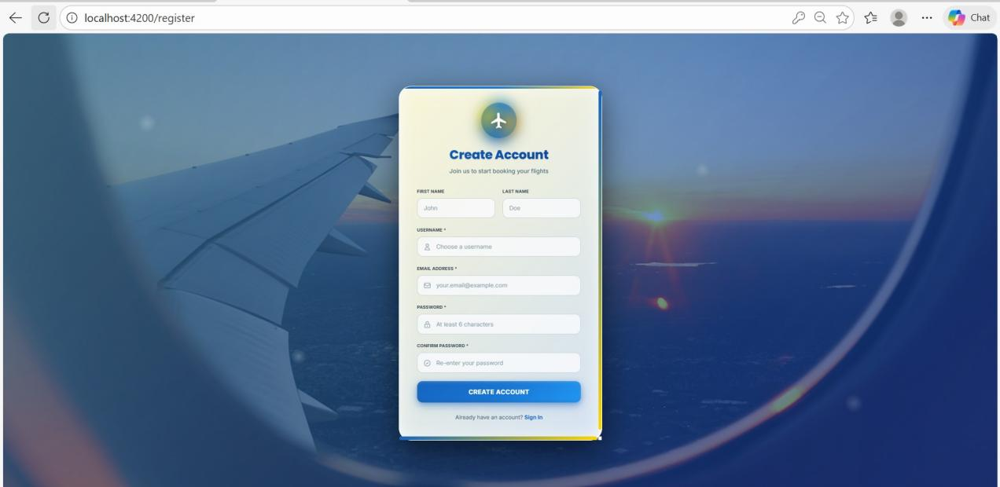 localhost:4200/register
Chat
Create Account
Join us to start booking your flights
FIRST NAME LAST NAME
John Doe
USERNAME *
Choose a username
EMAIL ADDRESS *
your.email@example.com
PASSWORD *
At least 6 characters
CONFIRM PASSWORD *
Re-enter your password
CREATE ACCOUNT
Already have an account? Sign In